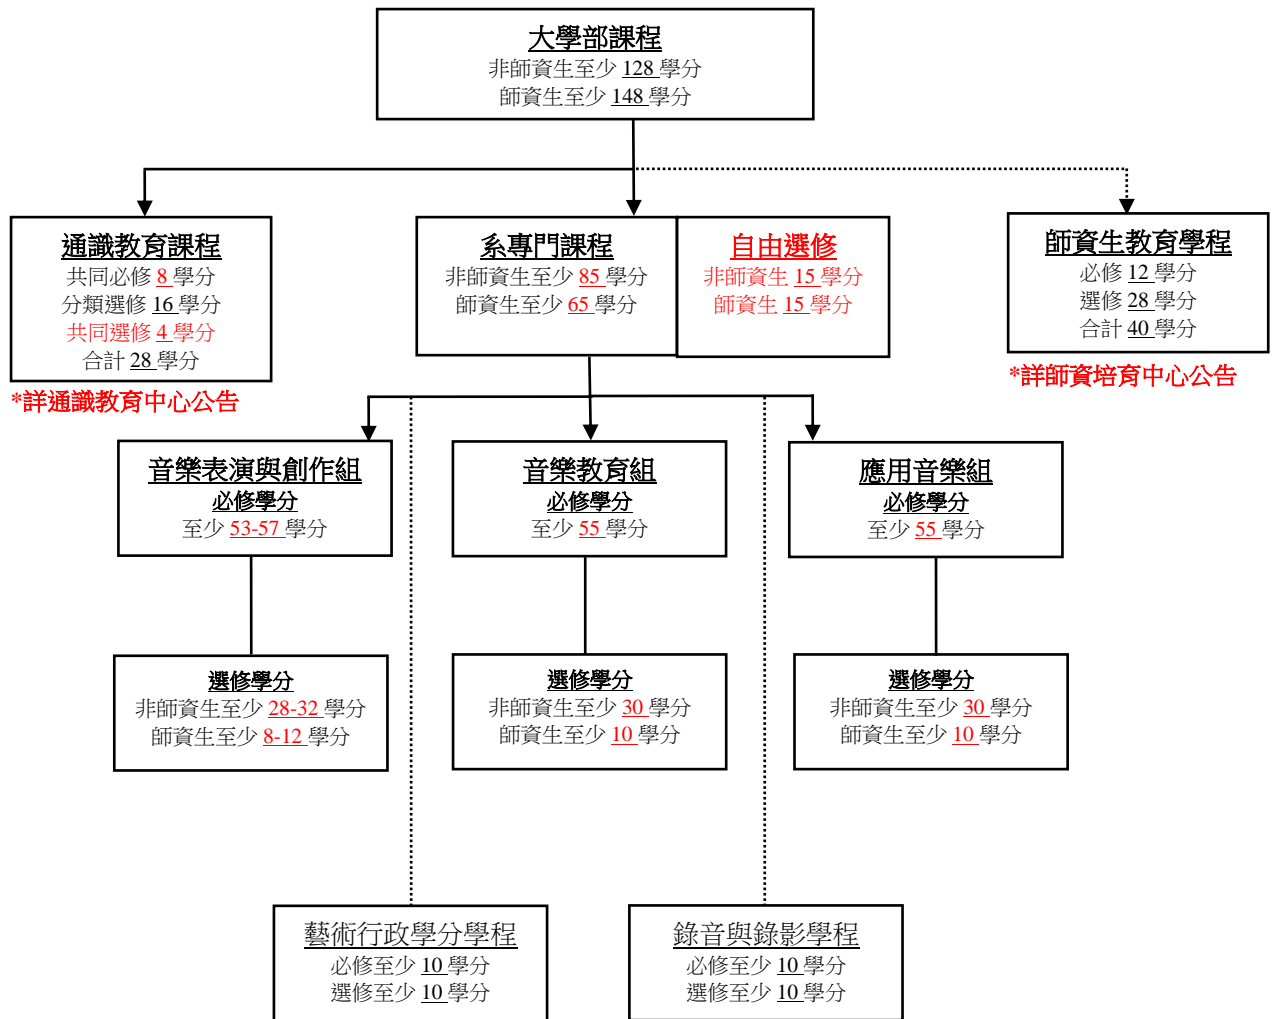 大學部課程
非師資生至少 128 學分
師資生至少 148 學分
通識教育課程
共同必修 8 學分
分類選修 16 學分
共同選修 4 學分
合計 28 學分
*詳通識教育中心公告
系專門課程
非師資生至少 85 學分
師資生至少 65 學分
自由選修
非師資生 15 學分
師資生 15 學分
師資生教育學程
必修 12 學分
選修 28 學分
合計 40 學分
*詳師資培育中心公告
音樂表演與創作組
必修學分
至少 53-57 學分
音樂教育組
必修學分
至少 55 學分
應用音樂組
必修學分
至少 55 學分
選修學分
非師資生至少 28-32 學分
師資生至少 8-12 學分
選修學分
非師資生至少 30 學分
師資生至少 10 學分
選修學分
非師資生至少 30 學分
師資生至少 10 學分
藝術行政學分學程
必修至少 10 學分
選修至少 10 學分
錄音與錄影學程
必修至少 10 學分
選修至少 10 學分